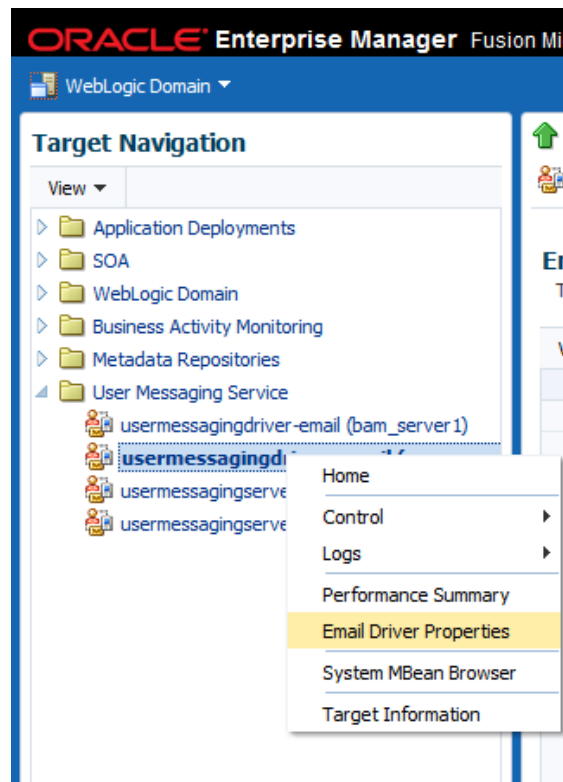 ORACLE Enterprise Manager Fusion Mi
WebLogic Domain
Target Navigation
View
Application Deployments
SOA
WebLogic Domain
Business Activity Monitoring
Metadata Repositories
User Messaging Service
usermessagingdriver-email (bam_server1)
usermessagingd
usermessagingserve
usermessagingserve
Home
Control
Logs
Performance Summary
Email Driver Properties
System MBean Browser
Target Information